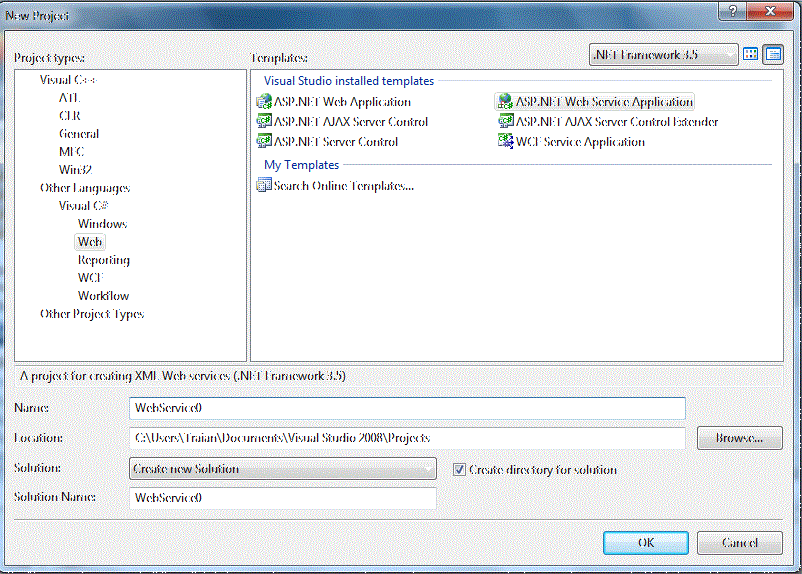 New Project
Project types:
Templates:
.NET Framework 3.5
Visual C++
ATL
CLR
General
MFC
Win32
Other Languages
Visual C#
Windows
Web
Reporting
WCF
Workflow
Other Project Types
Visual Studio installed templates
ASP.NET Web Application
ASP.NET Web Service Application
ASP.NET AJAX Server Control
ASP.NET AJAX Server Control Extender
ASP.NET Server Control
WCF Service Application
My Templates
Search Online Templates...
A project for creating XML Web services (.NET Framework 3.5)
Name:
WebService0
Location:
C:\Users\Traian\Documents\Visual Studio 2008\Projects
Browse...
Solution:
Create new Solution
Create directory for solution
Solution Name:
WebService0
OK
Cancel